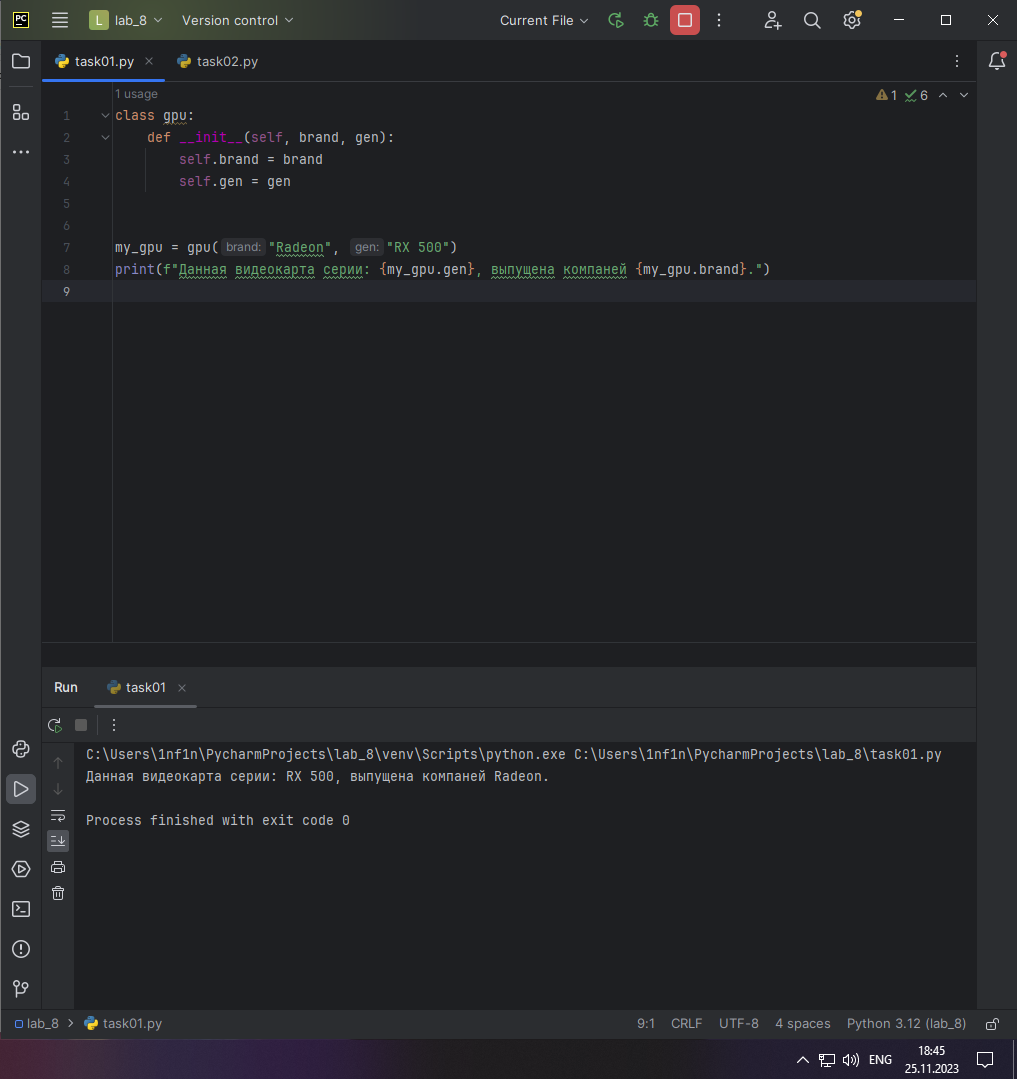 PC
L lab_8 Version control Current File
task01.py task02.py
1 usage
1 6
1 class gpu:
2 def __init__(self, brand, gen):
3 self.brand = brand
4 self.gen = gen
5
6
7 my_gpu = gpu( brand: "Radeon", gen: "RX 500")
8 print(f"Данная видеокарта серии: {my_gpu.gen}, выпущена компаней {my_gpu.brand}.")
9
Run task01
C:\Users\1nf1n\PycharmProjects\lab_8\venv\Scripts\python.exe C:\Users\1nf1n\PycharmProjects\lab_8\task01.py
Данная видеокарта серии: RX 500, выпущена компаней Radeon.
Process finished with exit code 0
lab_8 > task01.py 9:1 CRLF UTF-8 4 spaces Python 3.12 (lab_8)
ENG
18:45
25.11.2023